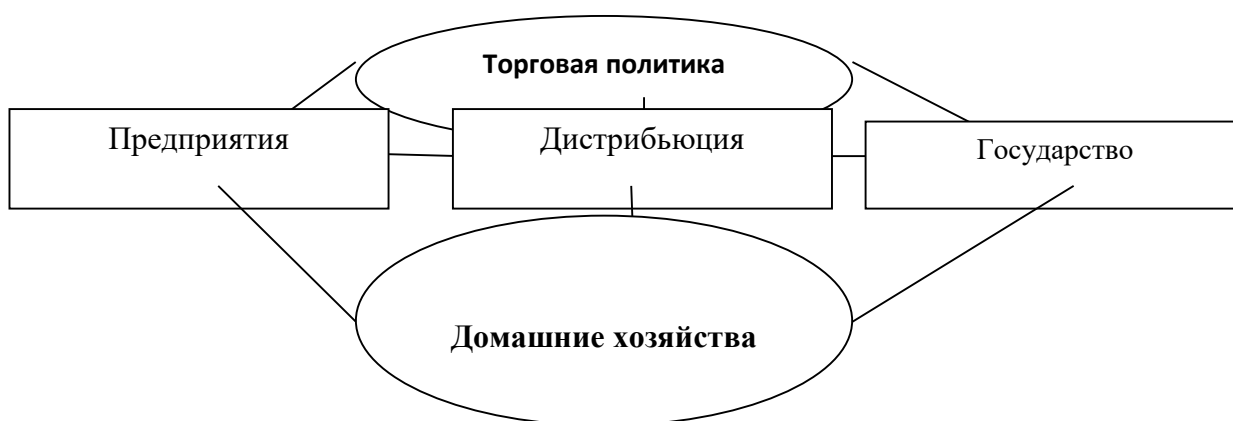 Торговая политика
Предприятия
Дистрибьюция
Государство
Домашние хозяйства